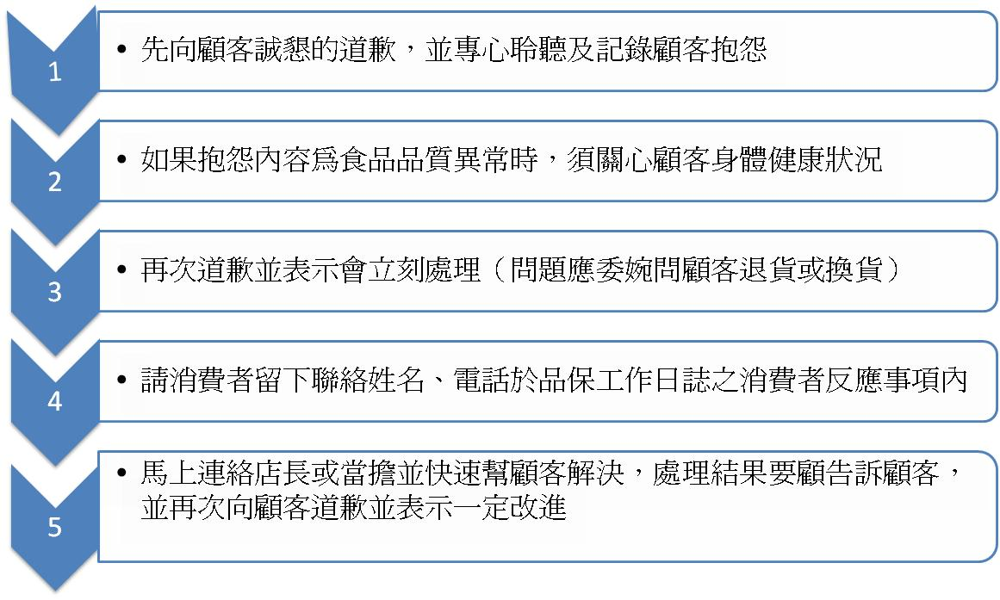 1
• 先向顧客誠懇的道歉，並專心聆聽及記錄顧客抱怨
2
• 如果抱怨內容為食品品質異常時，須關心顧客身體健康狀況
3
• 再次道歉並表示會立刻處理（問題應委婉問顧客退貨或換貨）
4
• 請消費者留下聯絡姓名、電話於品保工作日誌之消費者反應事項內
5
• 馬上連絡店長或當擔並快速幫顧客解決，處理結果要顧告訴顧客，
並再次向顧客道歉並表示一定改進